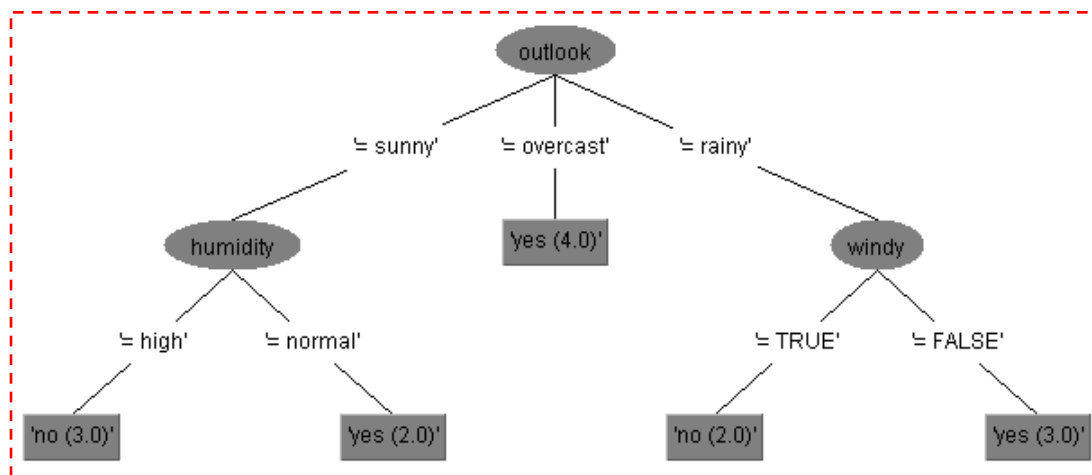 outlook
'= sunny' '= overcast' '= rainy'
humidity 'yes (4.0)' windy
'= high' '= normal' '= TRUE' '= FALSE'
'no (3.0)' 'yes (2.0)' 'no (2.0)' 'yes (3.0)'